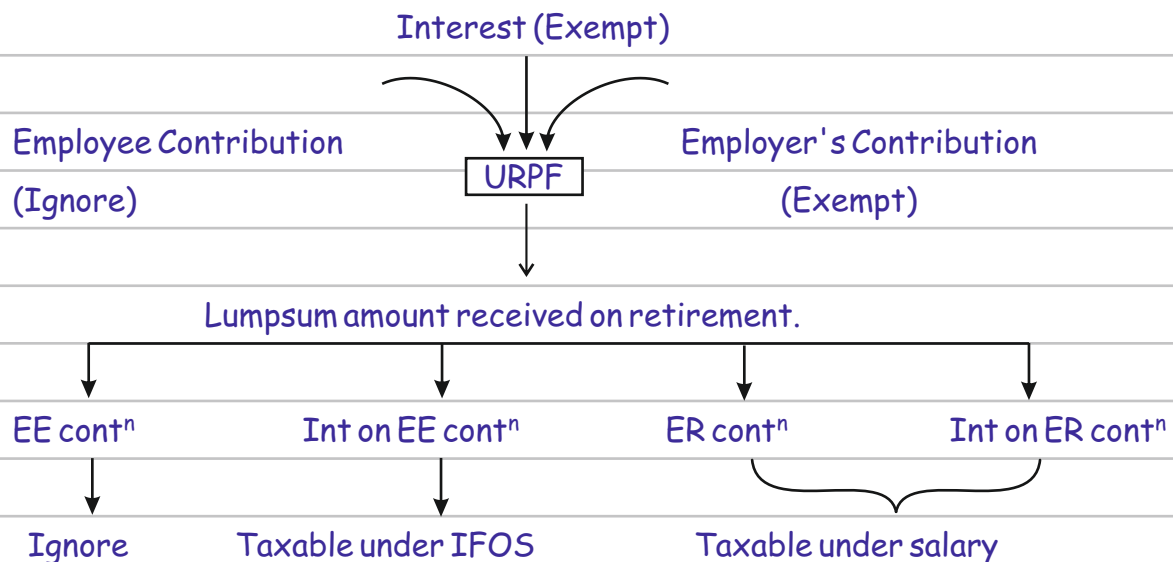 Interest (Exempt)
Employee Contribution Employer's Contribution
(Ignore) URPF (Exempt)
Lumpsum amount received on retirement.
EE contⁿ Int on EE contⁿ ER contⁿ Int on ER contⁿ
Ignore Taxable under IFOS Taxable under salary